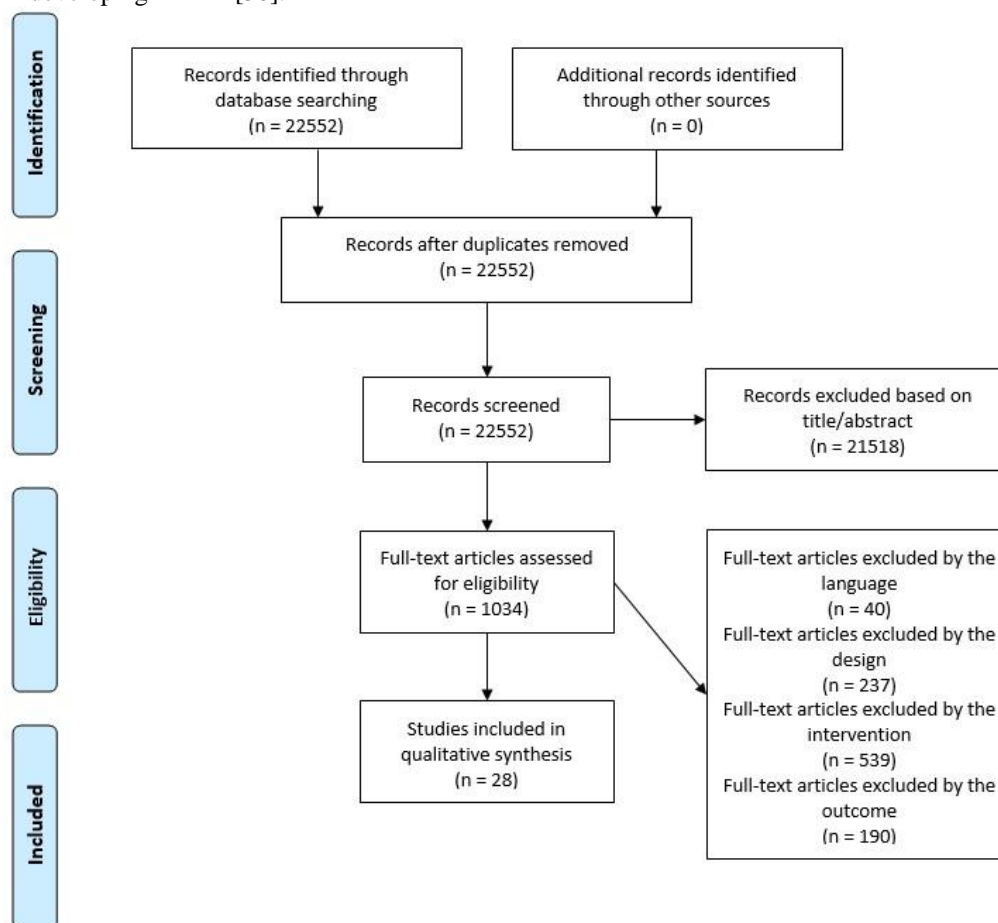 Identification
Records identified through
database searching
(n = 22552)
Additional records identified
through other sources
(n = 0)
Records after duplicates removed
(n = 22552)
Screening
Records screened
(n = 22552)
Records excluded based on
title/abstract
(n = 21518)
Eligibility
Full-text articles assessed
for eligibility
(n = 1034)
Full-text articles excluded by the
language
(n = 40)
Full-text articles excluded by the
design
(n = 237)
Full-text articles excluded by the
intervention
(n = 539)
Full-text articles excluded by the
outcome
(n = 190)
Included
Studies included in
qualitative synthesis
(n = 28)